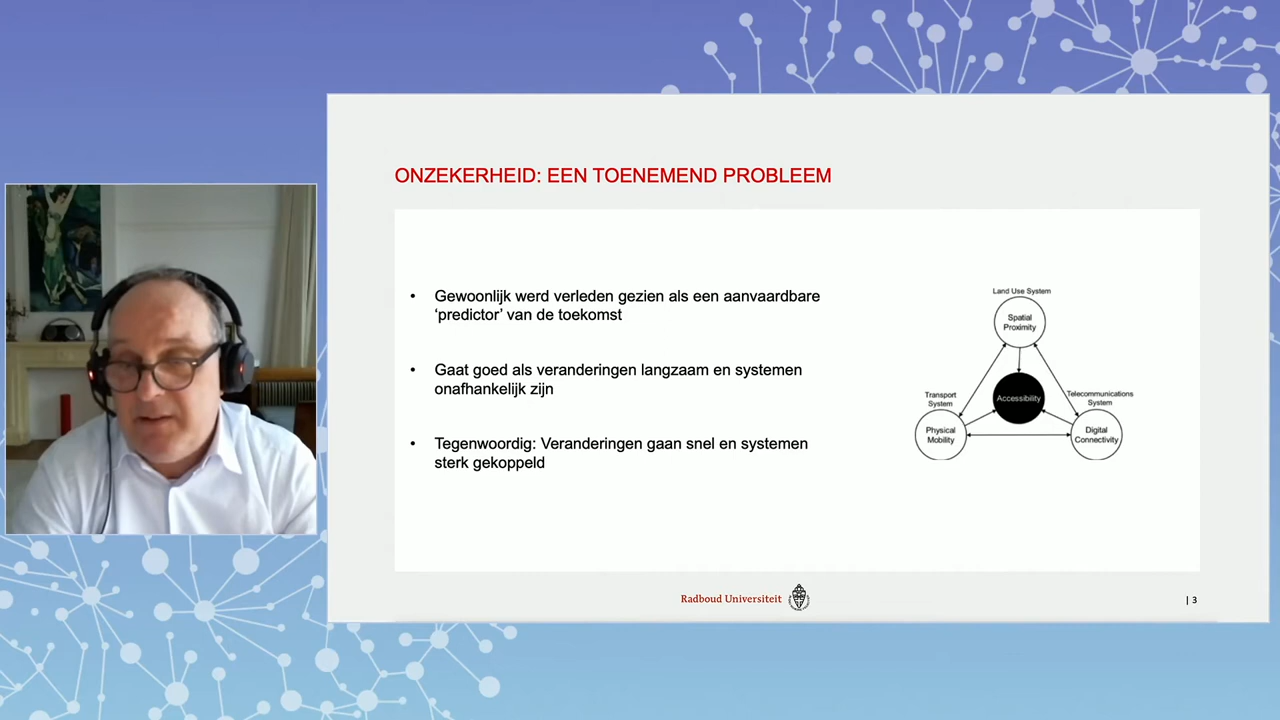 ONZEKERHEID: EEN TOENEMEND PROBLEEM
• Gewoonlijk werd verleden gezien als een aanvaardbare
‘predictor’ van de toekomst
• Gaat goed als veranderingen langzaam en systemen
onafhankelijk zijn
• Tegenwoordig: Veranderingen gaan snel en systemen
sterk gekoppeld
Land Use System
Spatial
Proximity
Accessibility
Transport
System
Physical
Mobility
Telecommunications
System
Digital
Connectivity
Radboud Universiteit
| 3